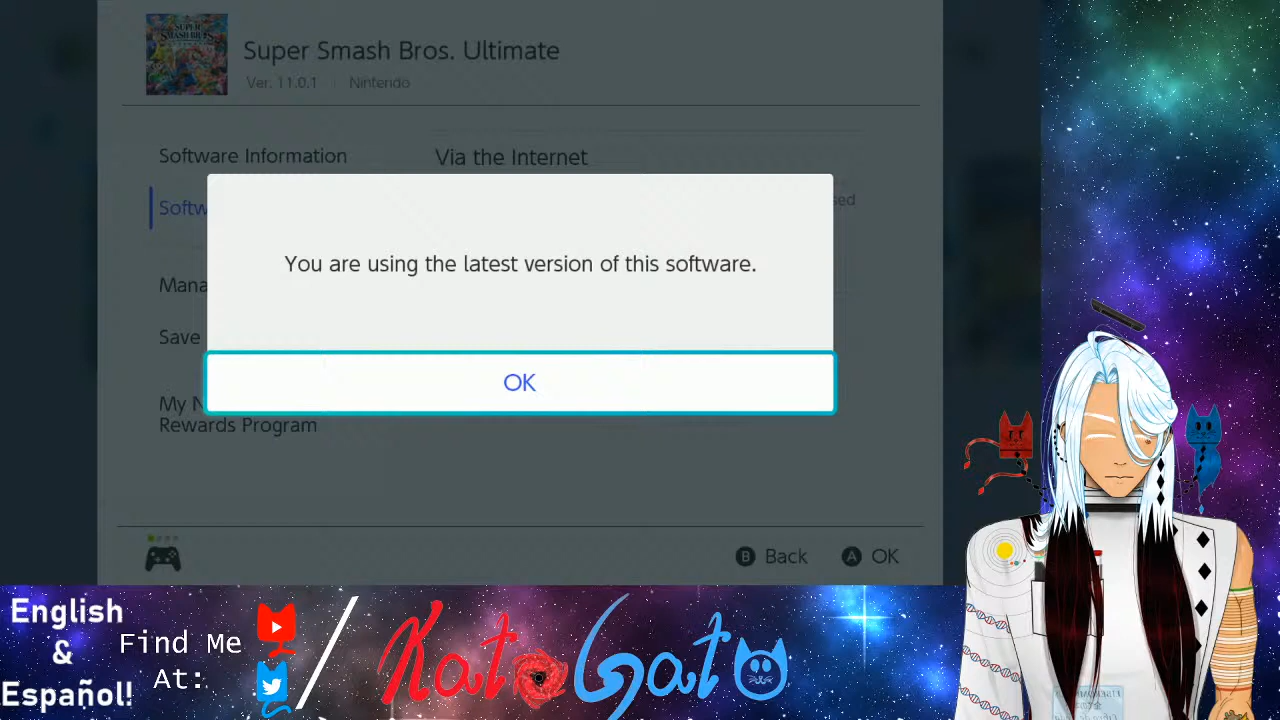 Super Smash Bros. Ultimate
Ver. 11.0.1 | Nintendo
Software Information
Via the Internet
Softw
sed
You are using the latest version of this software.
Mana
Save
OK
My N
Rewards Program
B Back A OK
English
&
Español!
Find Me
At:
/
KatoGato